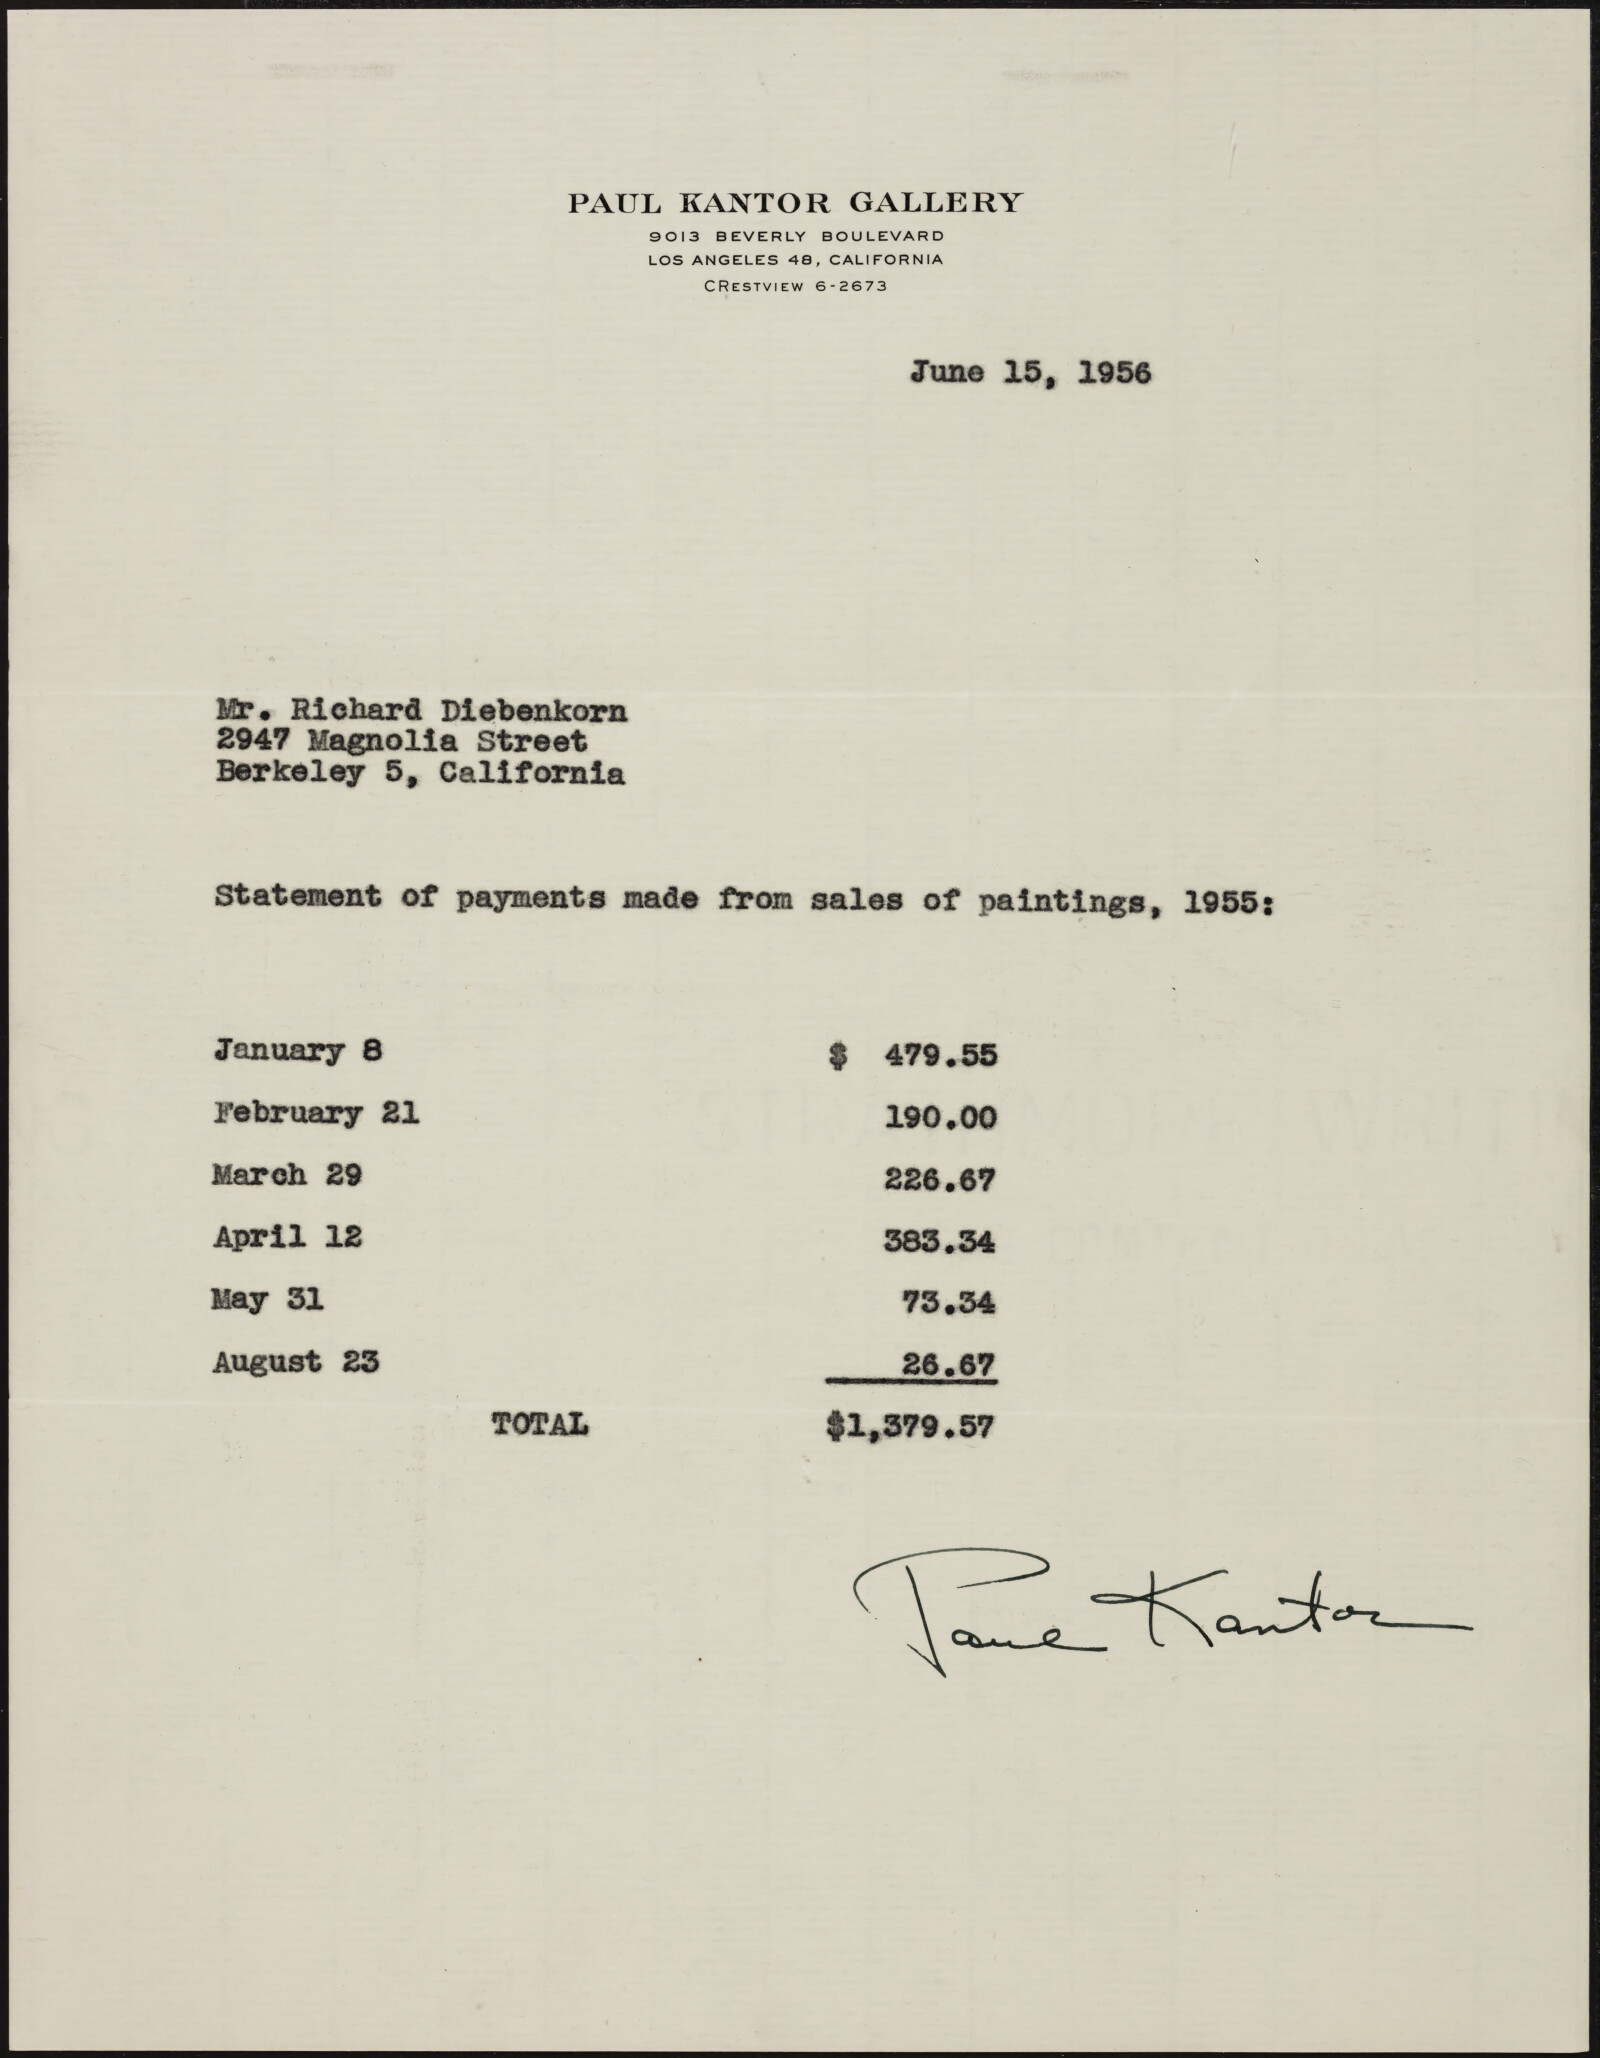 PAUL KANTOR GALLERY
9013 BEVERLY BOULEVARD
LOS ANGELES 48, CALIFORNIA
CRESTVIEW 6-2673
June 15, 1956
Mr. Richard Diebenkorn
2947 Magnolia Street
Berkeley 5, California
Statement of payments made from sales of paintings, 1955:
January 8 $ 479.55
February 21 190.00
March 29 226.67
April 12 383.34
May 31 73.34
August 23 26.67
TOTAL $1,379.57
Paul Kantor